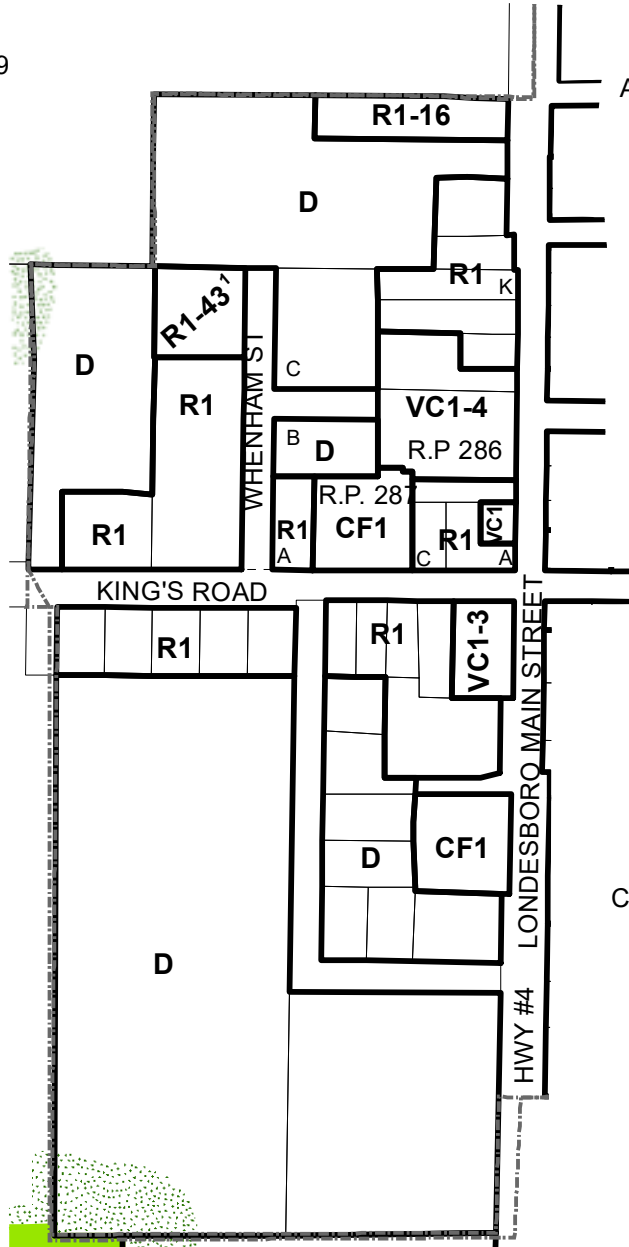 9
A
R1-16
D
R1
K
R1-43¹
D
C
R1
WHENHAM ST
VC1-4
B
D
R.P 286
R.P. 287
R1
A
CF1
C
R1
VC1
A
R1
KING'S ROAD
R1
R1
VC1-3
LONDESBORO MAIN STREET
CF1
D
C
D
HWY #4